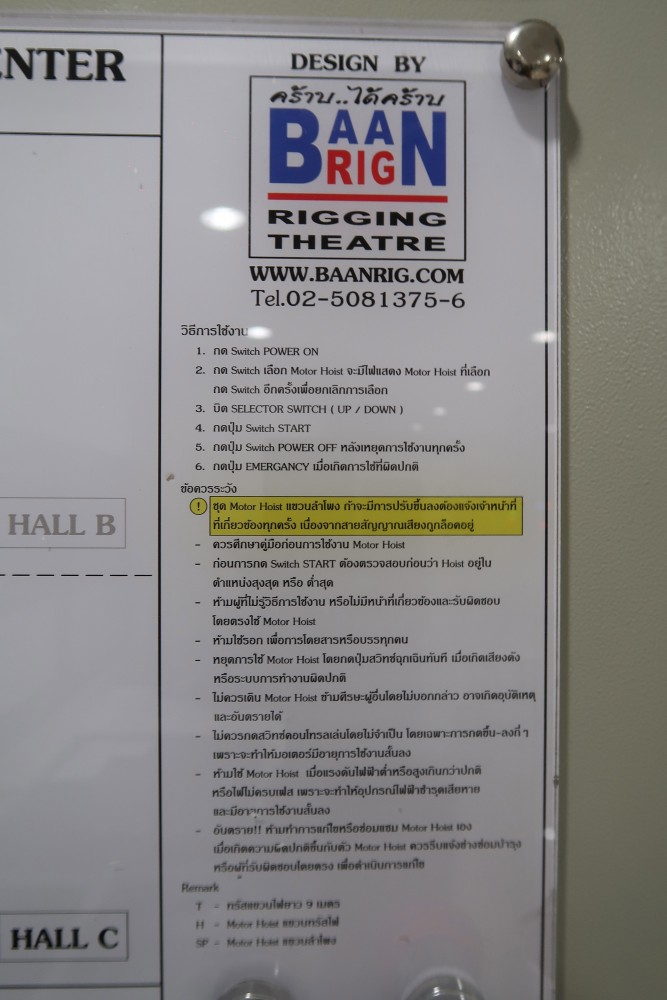 ENTER
DESIGN BY
คร้าบ..ได้คร้าบ
BAAN
RIG
RIGGING
THEATRE
WWW.BAANRIG.COM
Tel.02-5081375-6
วิธีการใช้งาน
1. กด Switch POWER ON
2. กด Switch เลือก Motor Hoist จะมีไฟแสดง Motor Hoist ที่เลือก
กด Switch อีกครั้งเพื่อยกเลิกการเลือก
3. บิด SELECTOR SWITCH ( UP / DOWN )
4. กดปุ่ม Switch START
5. กดปุ่ม Switch POWER OFF หลังหยุดการใช้งานทุกครั้ง
6. กดปุ่ม EMERGANCY เมื่อเกิดการใช้ที่ผิดปกติ
ข้อควรระวัง
! ชุด Motor Hoist แขวนลำโพง ถ้าจะมีการปรับขึ้นลงต้องแจ้งเจ้าหน้าที่
ที่เกี่ยวข้องทุกครั้ง เนื่องจากสายสัญญาณเสียงถูกล็อคอยู่
- ควรศึกษาคู่มือก่อนการใช้งาน Motor Hoist
- ก่อนการกด Switch START ต้องตรวจสอบก่อนว่า Hoist อยู่ใน
ตำแหน่งสูงสุด หรือ ต่ำสุด
- ห้ามผู้ที่ไม่รู้วิธีการใช้งาน หรือไม่มีหน้าที่เกี่ยวข้องและรับผิดชอบ
โดยตรงใช้ Motor Hoist
- ห้ามใช้รอก เพื่อการโดยสารหรือบรรทุกคน
- หยุดการใช้ Motor Hoist โดยกดปุ่มสวิทซ์ฉุกเฉินทันที เมื่อเกิดเสียงดัง
หรือระบบการทำงานผิดปกติ
- ไม่ควรเดิน Motor Hoist ข้ามศีรษะผู้อื่นโดยไม่บอกกล่าว อาจเกิดอุบัติเหตุ
และอันตรายได้
- ไม่ควรกดสวิทซ์คอนโทรลเล่นโดยไม่จำเป็น โดยเฉพาะการกดขึ้น-ลงถี่ ๆ
เพราะจะทำให้มอเตอร์มีอายุการใช้งานสั้นลง
- ห้ามใช้ Motor Hoist เมื่อแรงดันไฟฟ้าต่ำหรือสูงเกินกว่าปกติ
หรือไฟไม่ครบเฟส เพราะจะทำให้อุปกรณ์ไฟฟ้าชำรุดเสียหาย
และมีอายุการใช้งานสั้นลง
- อันตราย!! ห้ามทำการแก้ไขหรือซ่อมแซม Motor Hoist เอง
เมื่อเกิดความผิดปกติขึ้นกับตัว Motor Hoist ควรรีบแจ้งช่างซ่อมบำรุง
หรือผู้ที่รับผิดชอบโดยตรง เพื่อดำเนินการแก้ไข
Remark
T - ทรัสแขวนไฟยาว 9 เมตร
H - Motor Hoist แขวนทรัสไฟ
SP - Motor Hoist แขวนลำโพง
HALL B
HALL C